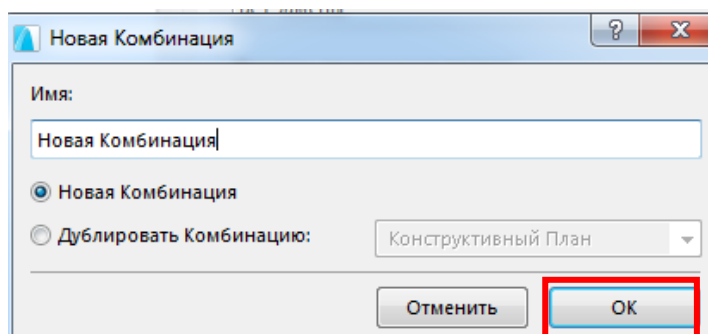 Новая Комбинация
Имя:
Новая Комбинация
Новая Комбинация
Дублировать Комбинацию: Конструктивный План
Отменить ОК